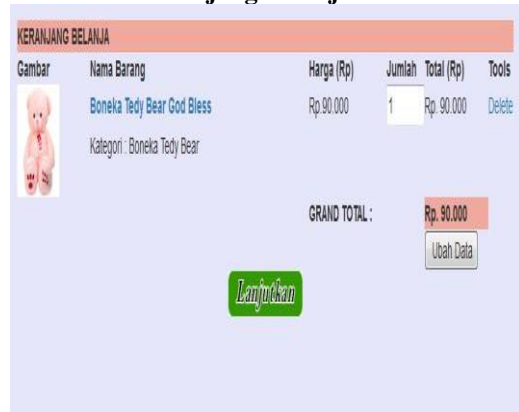 KERANJANG BELANJA
Gambar Nama Barang Harga (Rp) Jumlah Total (Rp) Tools
Boneka Tedy Bear God Bless Rp.90.000 1 Rp. 90.000 Delete
Kategori : Boneka Tedy Bear
GRAND TOTAL : Rp. 90.000
Ubah Data
Lanjutkan